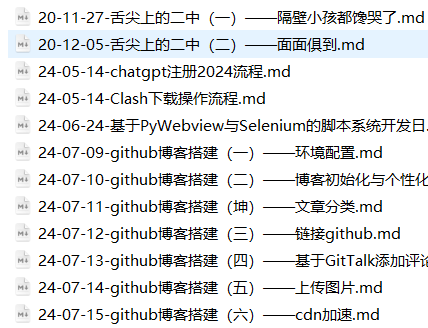 20-11-27-舌尖上的二中（一）——隔壁小孩都馋哭了.md
20-12-05-舌尖上的二中（二）——面面俱到.md
24-05-14-chatgpt注册2024流程.md
24-05-14-Clash下载操作流程.md
24-06-24-基于PyWebview与Selenium的脚本系统开发日..
24-07-09-github博客搭建（一）——环境配置.md
24-07-10-github博客搭建（二）——博客初始化与个性化
24-07-11-github博客搭建（坤）——文章分类.md
24-07-12-github博客搭建（三）——链接github.md
24-07-13-github博客搭建（四）——基于GitTalk添加评论
24-07-14-github博客搭建（五）——上传图片.md
24-07-15-github博客搭建（六）——cdn加速.md